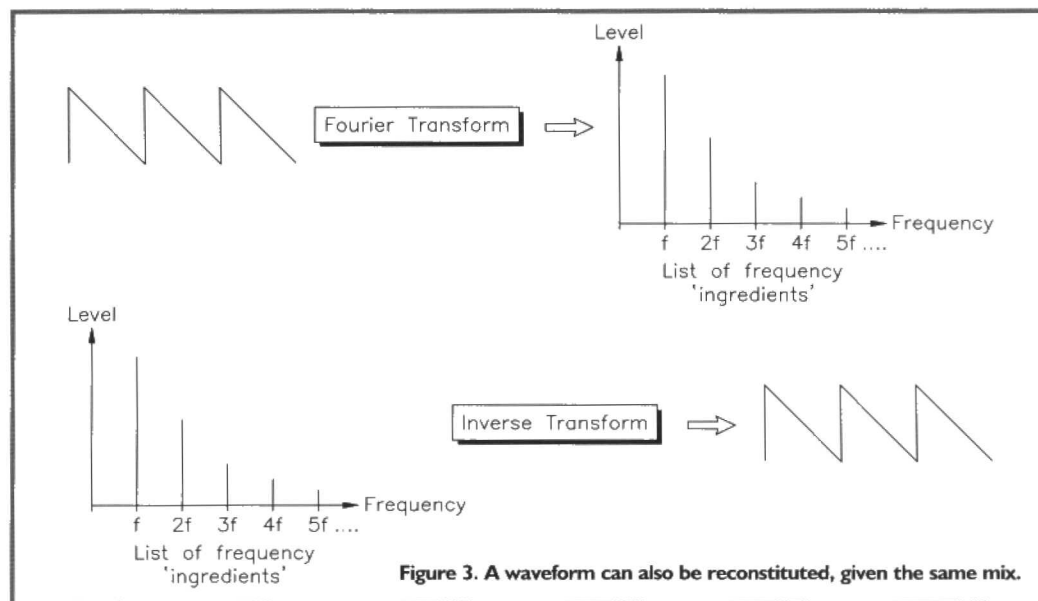 Level
Fourier Transform
Frequency
f 2f 3f 4f 5f ....
List of frequency
'ingredients'
Level
Inverse Transform
Frequency
f 2f 3f 4f 5f ....
List of frequency
'ingredients'
Figure 3. A waveform can also be reconstituted, given the same mix.